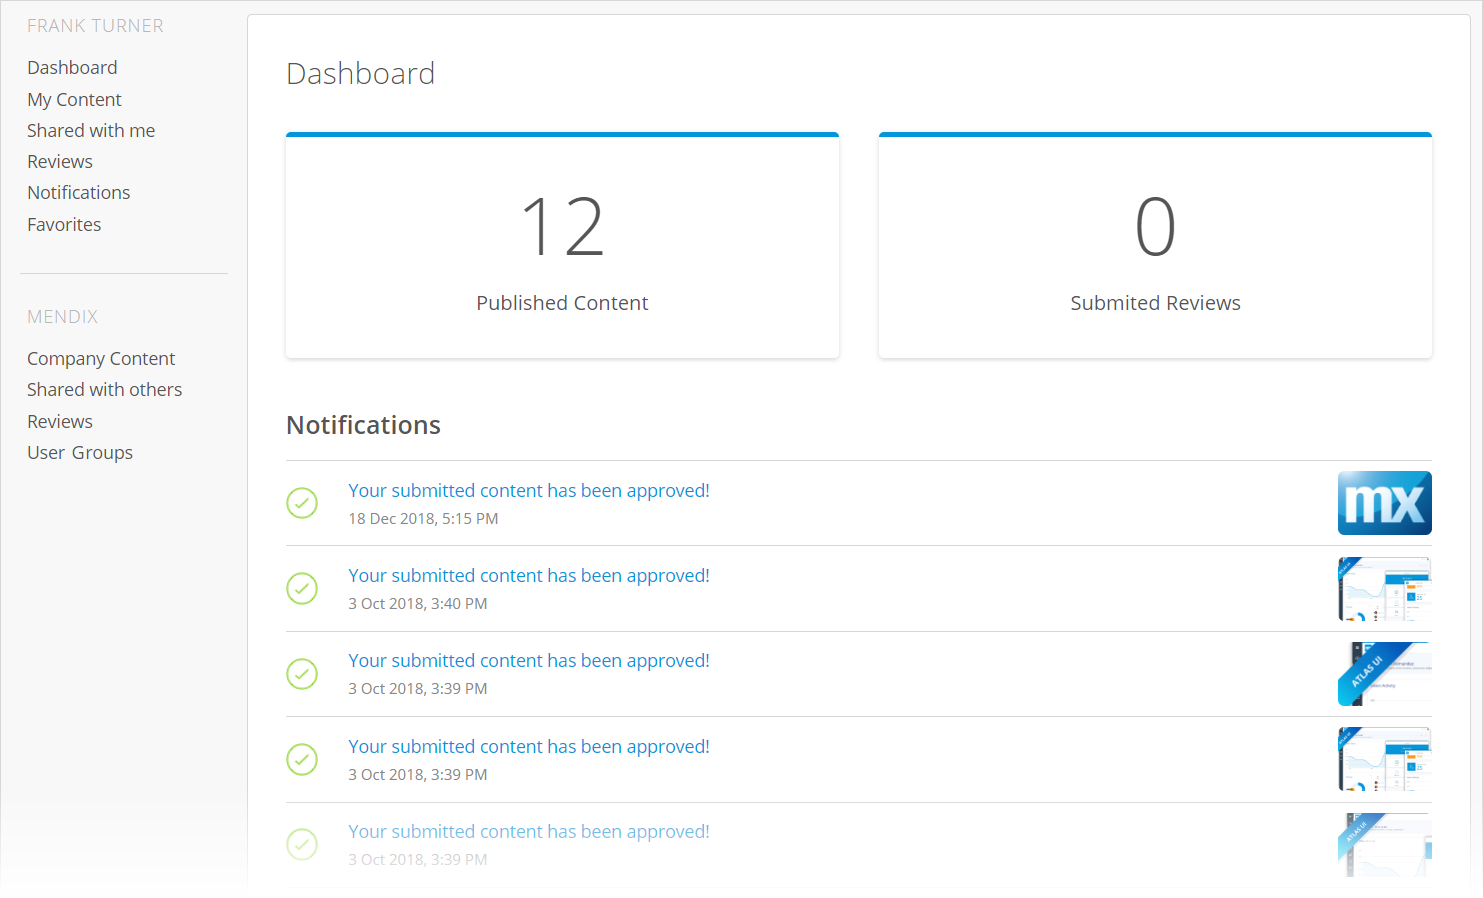 FRANK TURNER
Dashboard
My Content
Shared with me
Reviews
Notifications
Favorites
MENDIX
Company Content
Shared with others
Reviews
User Groups
Dashboard
12
Published Content
0
Submited Reviews
Notifications
Your submitted content has been approved!
18 Dec 2018, 5:15 PM
mx
Your submitted content has been approved!
3 Oct 2018, 3:40 PM
ATLAS UI
Your submitted content has been approved!
3 Oct 2018, 3:39 PM
ATLAS UI
Your submitted content has been approved!
3 Oct 2018, 3:39 PM
ATLAS UI
Your submitted content has been approved!
3 Oct 2018, 3:39 PM
ATLAS UI